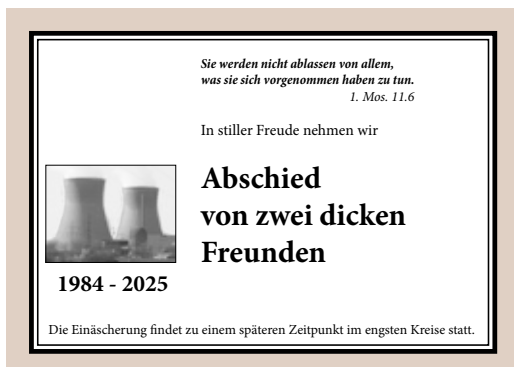 Sie werden nicht ablassen von allem,
was sie sich vorgenommen haben zu tun.
1. Mos. 11.6
In stiller Freude nehmen wir
Abschied
von zwei dicken
Freunden
1984 - 2025
Die Einäscherung findet zu einem späteren Zeitpunkt im engsten Kreise statt.